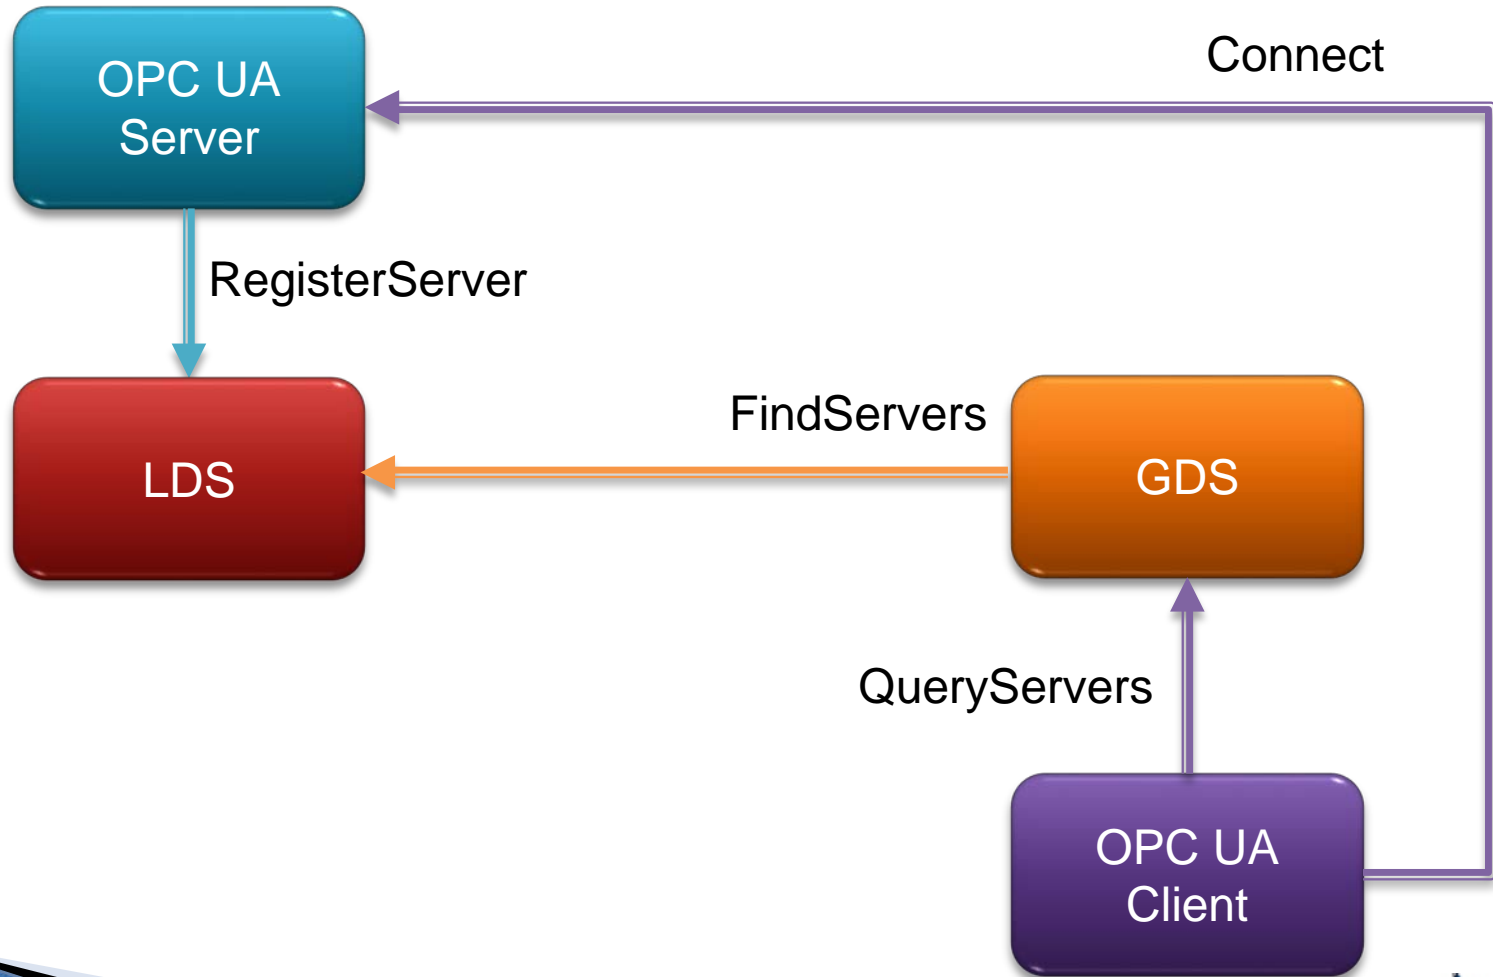 OPC UA
Server
Connect
RegisterServer
LDS
FindServers
GDS
QueryServers
OPC UA
Client